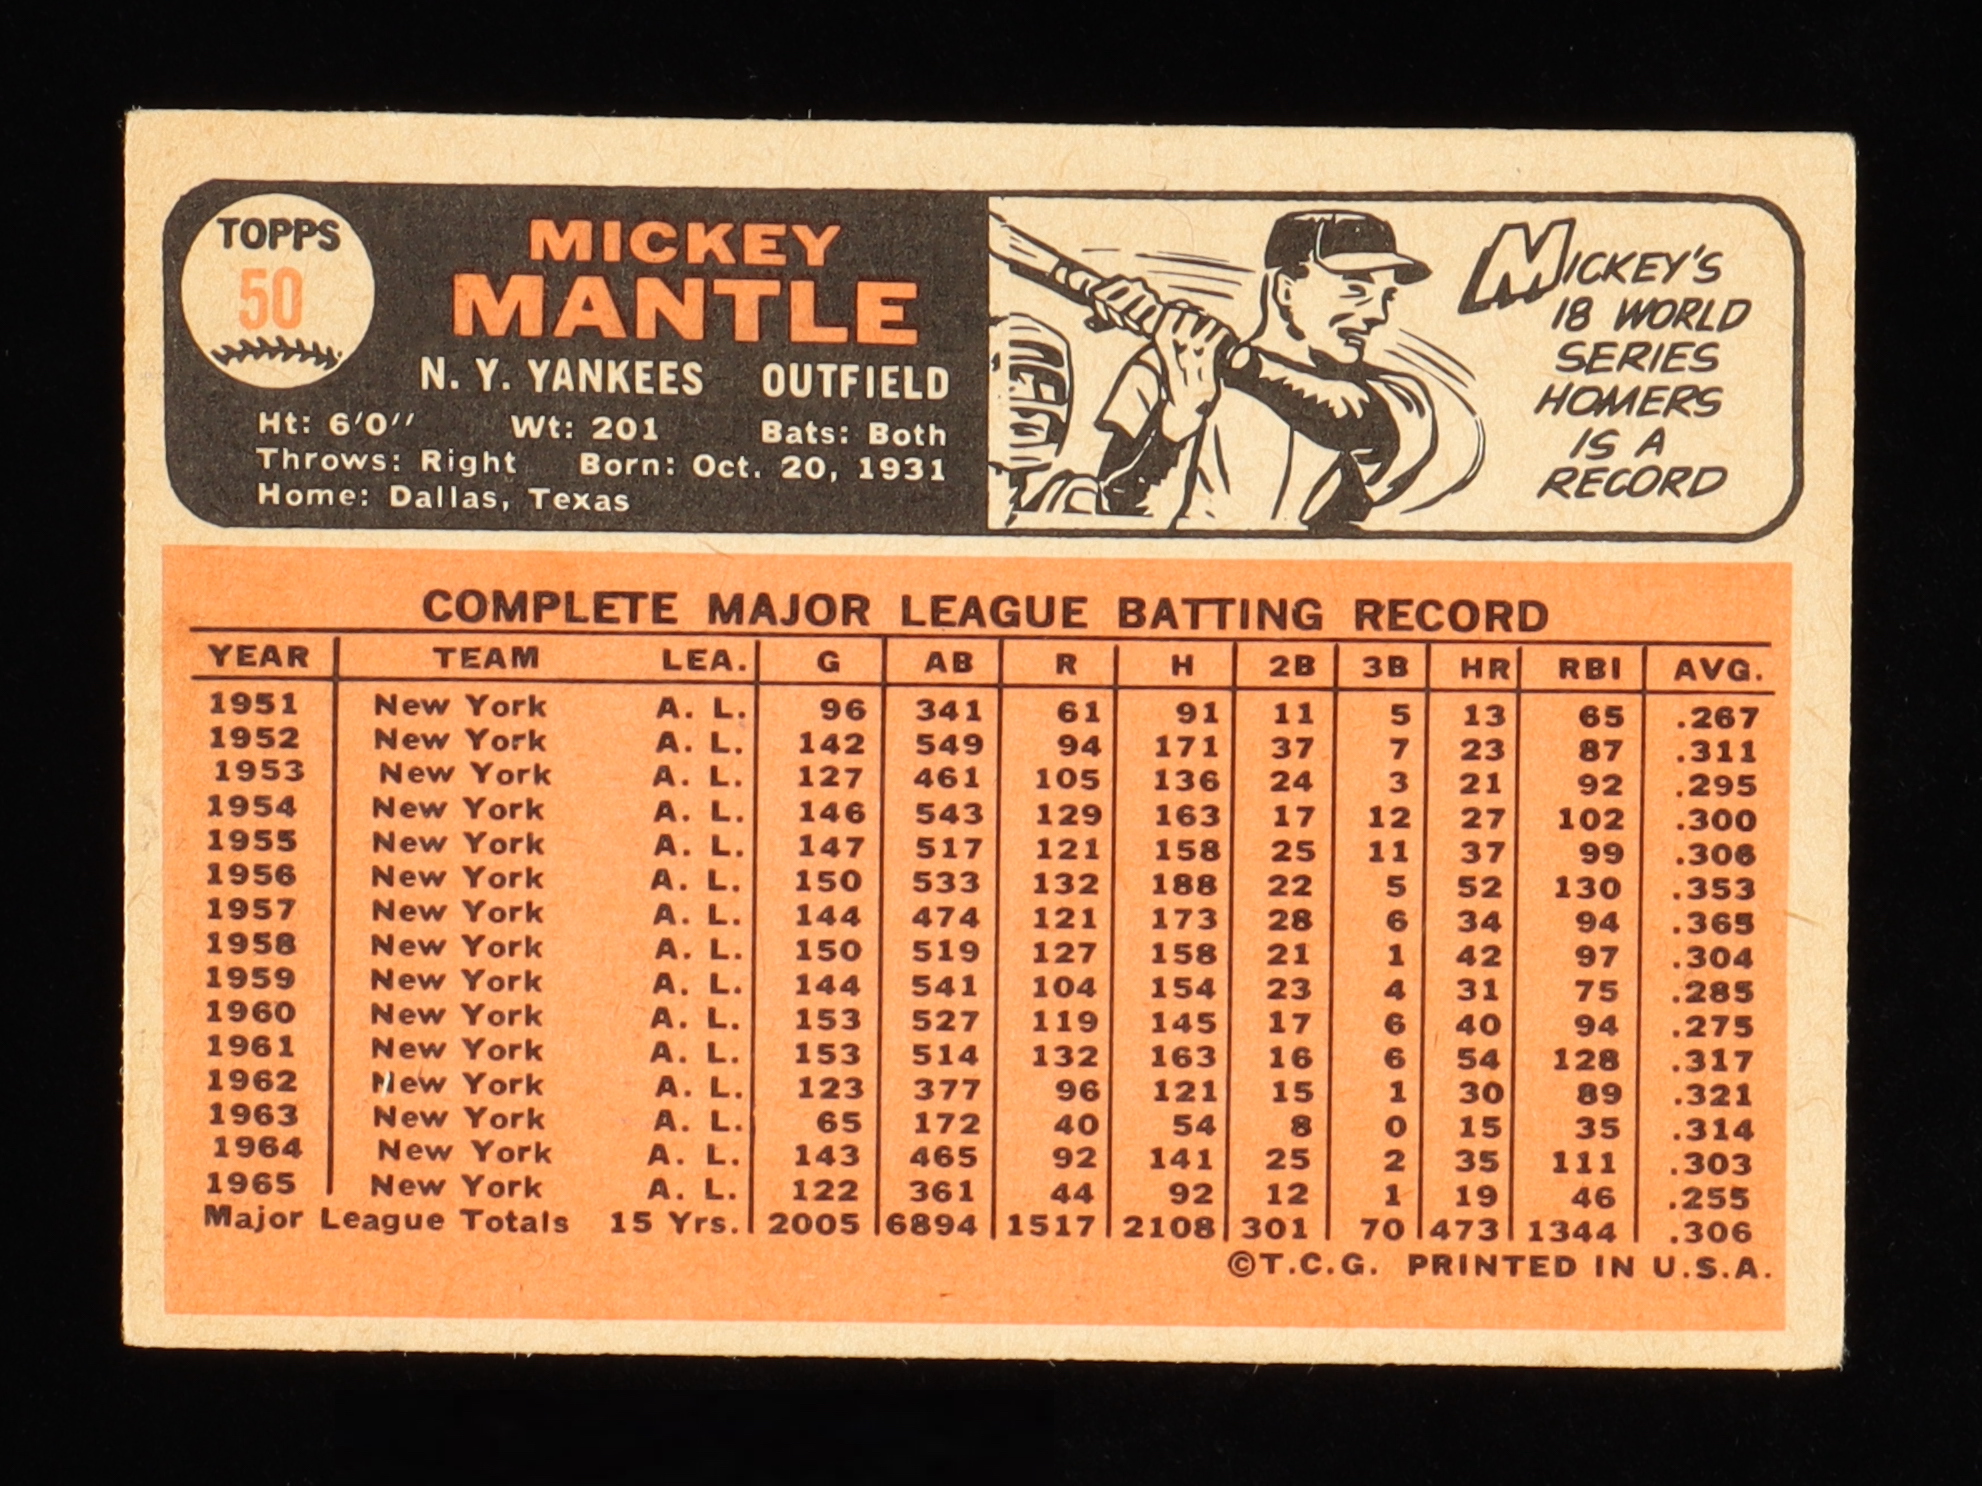 TOPPS
50
MICKEY
MANTLE
N. Y. YANKEES OUTFIELD
Ht: 6'0'' Wt: 201 Bats: Both
Throws: Right Born: Oct. 20, 1931
Home: Dallas, Texas
MICKEY'S
18 WORLD
SERIES
HOMERS
IS A
RECORD
COMPLETE MAJOR LEAGUE BATTING RECORD
YEAR TEAM LEA. G AB R H 2B 3B HR RBI AVG.
1951 New York A. L. 96 341 61 91 11 5 13 65 .267
1952 New York A. L. 142 549 94 171 37 7 23 87 .311
1953 New York A. L. 127 461 105 136 24 3 21 92 .295
1954 New York A. L. 146 543 129 163 17 12 27 102 .300
1955 New York A. L. 147 517 121 158 25 11 37 99 .306
1956 New York A. L. 150 533 132 188 22 5 52 130 .353
1957 New York A. L. 144 474 121 173 28 6 34 94 .365
1958 New York A. L. 150 519 127 158 21 1 42 97 .304
1959 New York A. L. 144 541 104 154 23 4 31 75 .285
1960 New York A. L. 153 527 119 145 17 6 40 94 .275
1961 New York A. L. 153 514 132 163 16 6 54 128 .317
1962 New York A. L. 123 377 96 121 15 1 30 89 .321
1963 New York A. L. 65 172 40 54 8 0 15 35 .314
1964 New York A. L. 143 465 92 141 25 2 35 111 .303
1965 New York A. L. 122 361 44 92 12 1 19 46 .255
Major League Totals 15 Yrs. 2005 6894 1517 2108 301 70 473 1344 .306
©T.C.G. PRINTED IN U.S.A.